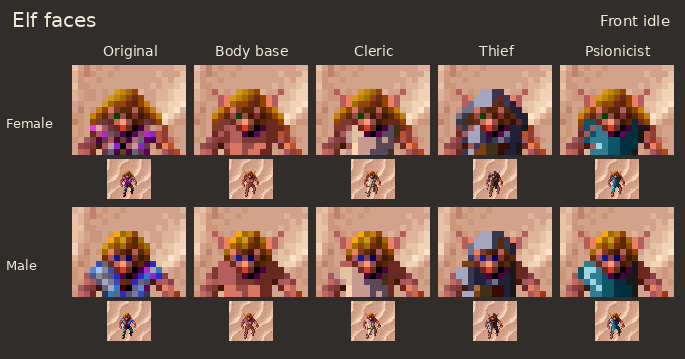 Elf faces
Front idle
Original Body base Cleric Thief Psionicist
Female
Male